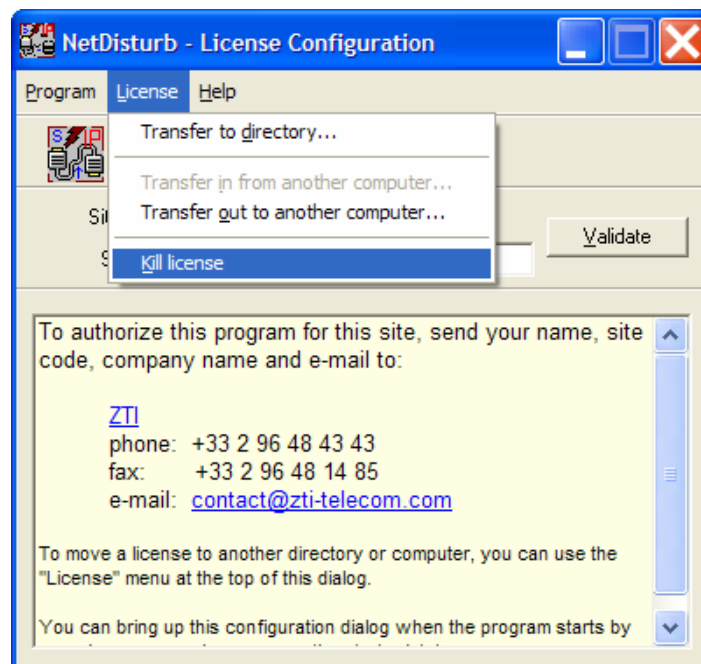 NetDisturb - License Configuration
Program License Help
Transfer to directory...
Transfer in from another computer...
Transfer out to another computer...
Kill license
Validate
To authorize this program for this site, send your name, site
code, company name and e-mail to:
ZTI
phone: +33 2 96 48 43 43
fax: +33 2 96 48 14 85
e-mail: contact@zti-telecom.com
To move a license to another directory or computer, you can use the
"License" menu at the top of this dialog.
You can bring up this configuration dialog when the program starts by